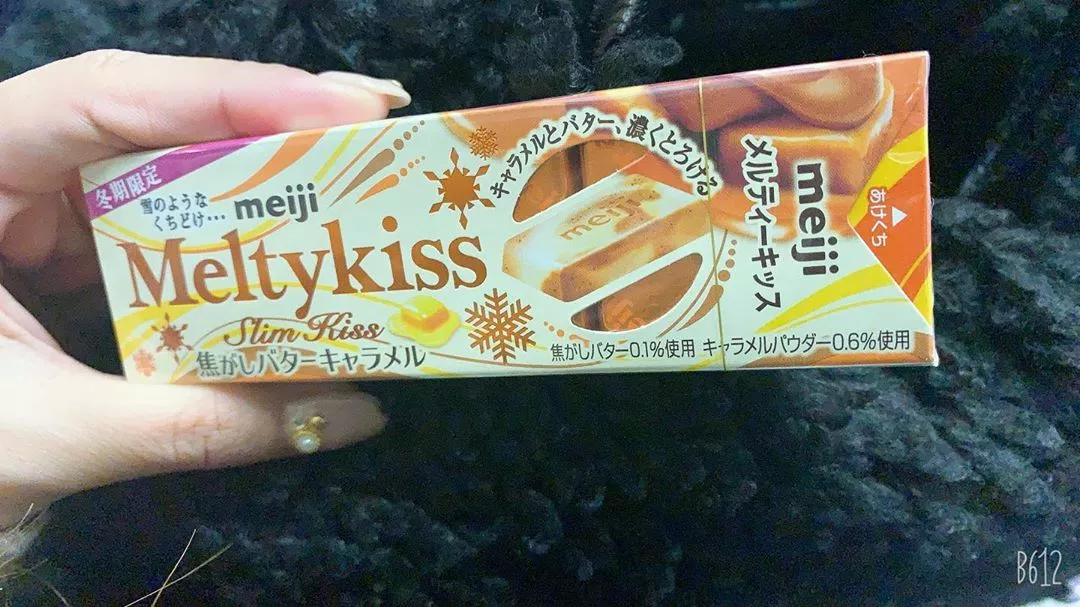 冬期限定
雪のような
くちどけ…
meiji
Meltykiss
Slim Kiss
焦がしバターキャラメル
キャラメルとバター、濃くとろける
meiji
焦がしバター0.1%使用 キャラメルパウダー0.6%使用
meiji
メルティーキッス
あけくち
B612